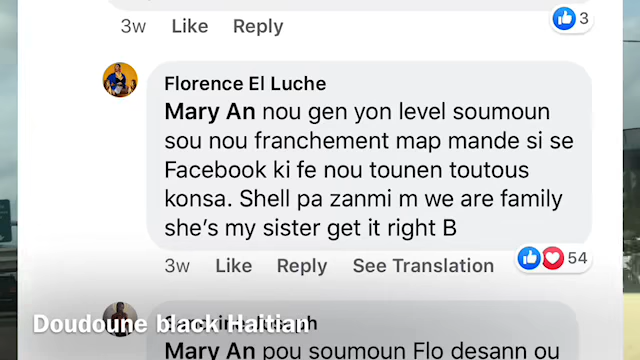 3w Like Reply 3
Florence El Luche
Mary An nou gen yon level soumoun
sou nou franchement map mande si se
Facebook ki fe nou tounen toutous
konsa. Shell pa zanmi m we are family
she's my sister get it right B
3w Like Reply See Translation 54
Doudoune black Haitian
Mary An pou soumoun Flo desann ou